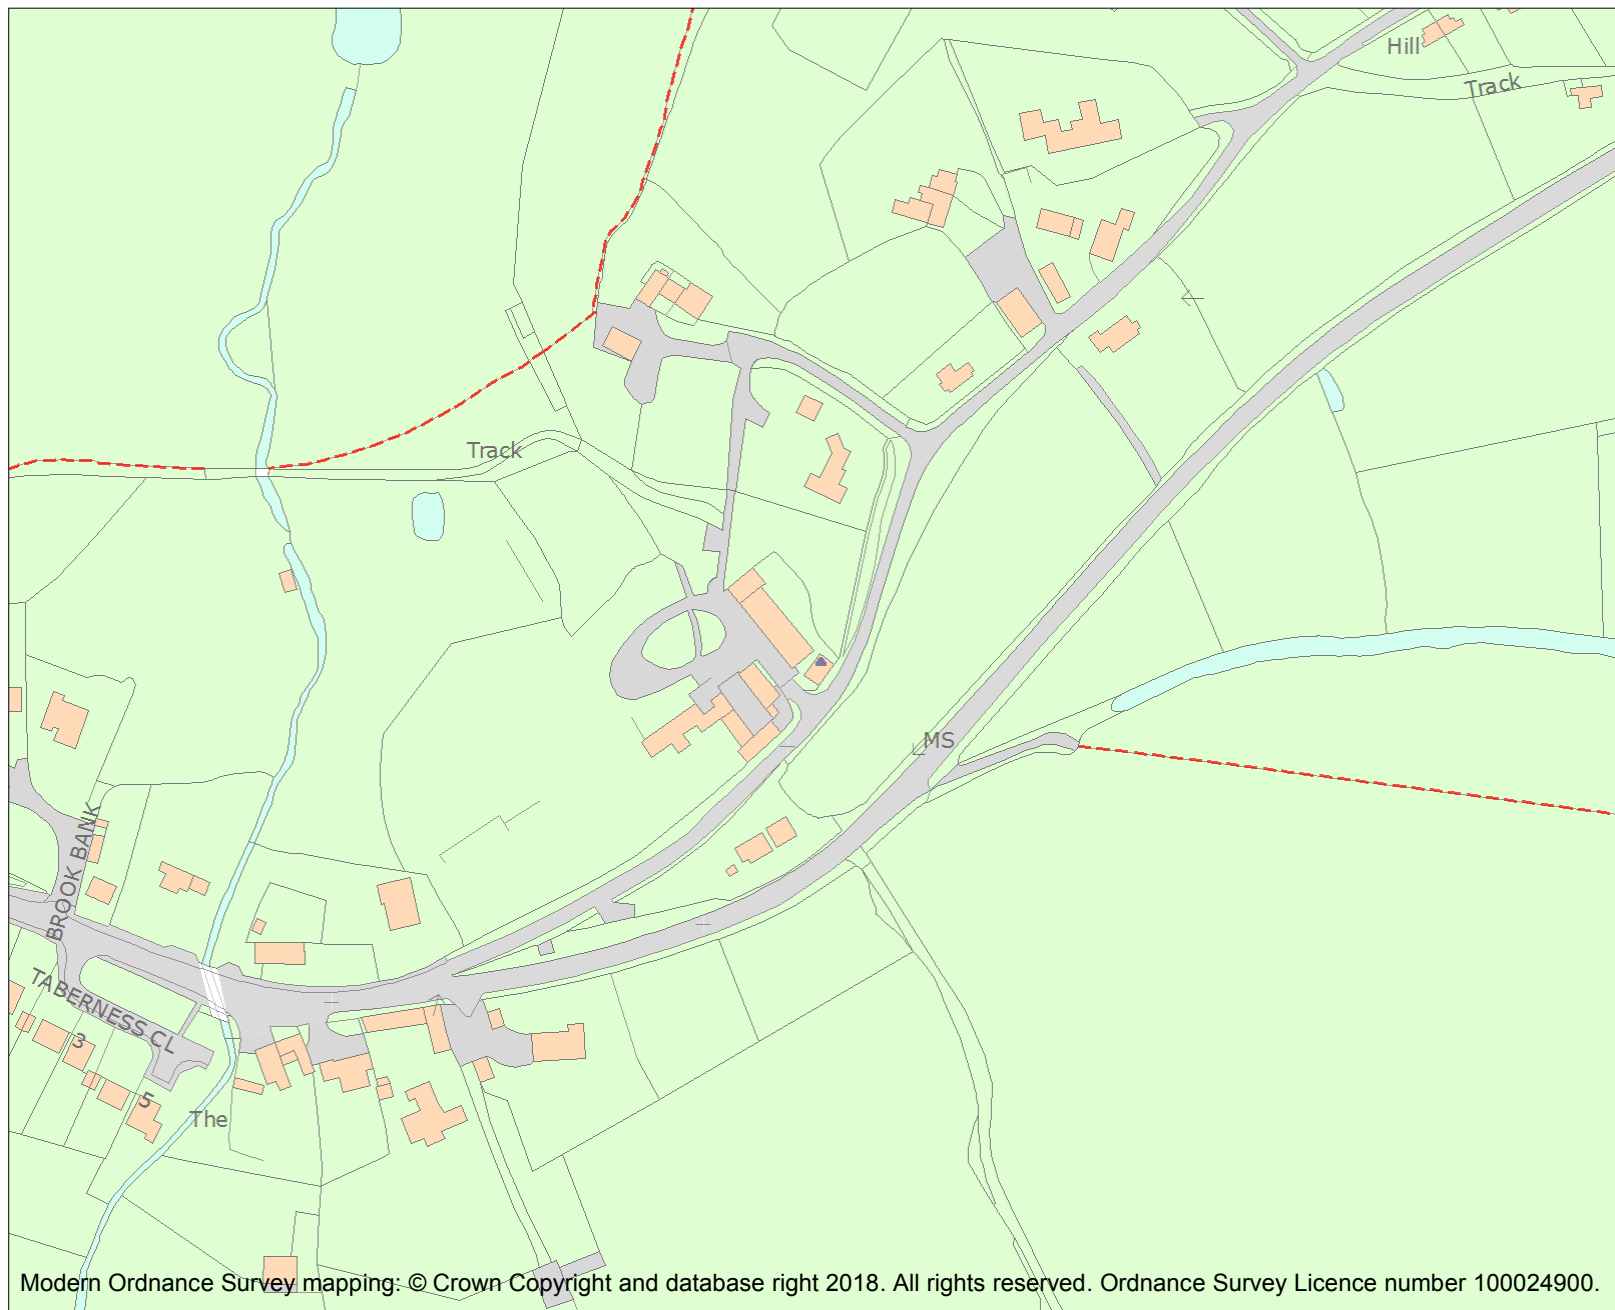 Hill
Track
Track
MS
BROOK BANK
TABERNESS CL
3
5
The
Modern Ordnance Survey mapping: © Crown Copyright and database right 2018. All rights reserved. Ordnance Survey Licence number 100024900.